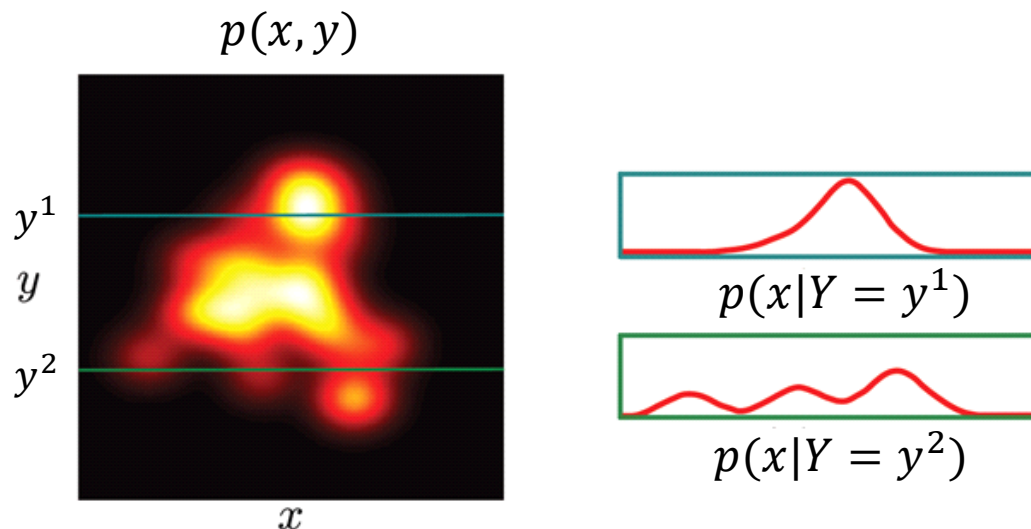 p(x, y)
y¹
y
y²
x
p(x|Y = y¹)
p(x|Y = y²)